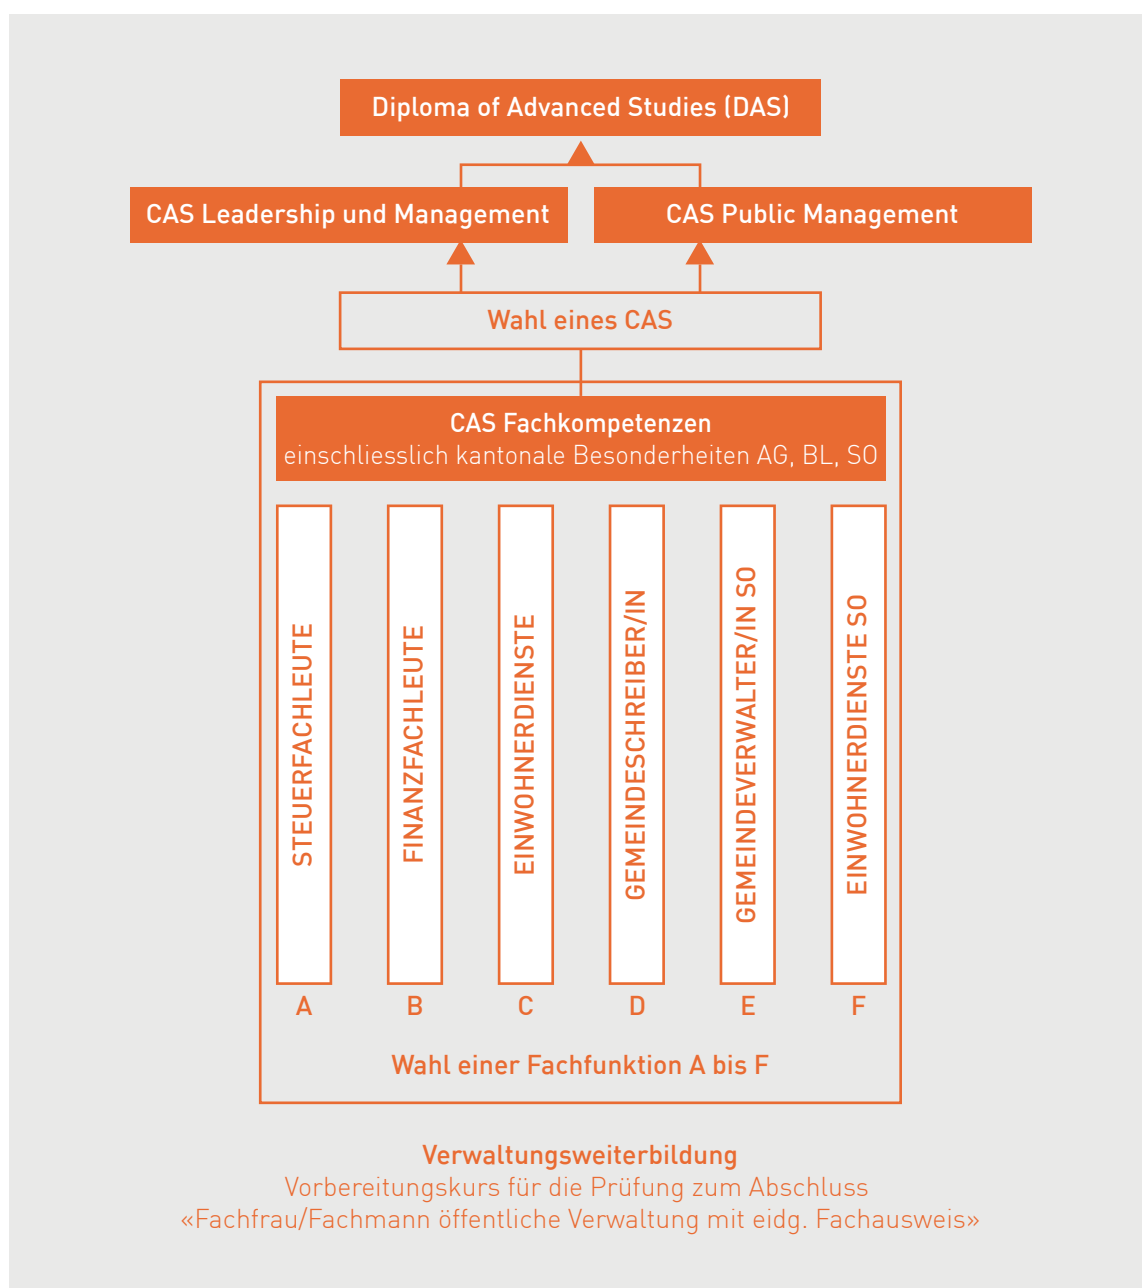 Diploma of Advanced Studies (DAS)
CAS Leadership und Management
CAS Public Management
Wahl eines CAS
CAS Fachkompetenzen
einschliesslich kantonale Besonderheiten AG, BL, SO
STEUERFACHLEUTE
FINANZFACHLEUTE
EINWOHNERDIENSTE
GEMEINDESCHREIBER/IN
GEMEINDEVERWALTER/IN SO
EINWOHNERDIENSTE SO
A
B
C
D
E
F
Wahl einer Fachfunktion A bis F
Verwaltungsweiterbildung
Vorbereitungskurs für die Prüfung zum Abschluss
«Fachfrau/Fachmann öffentliche Verwaltung mit eidg. Fachausweis»